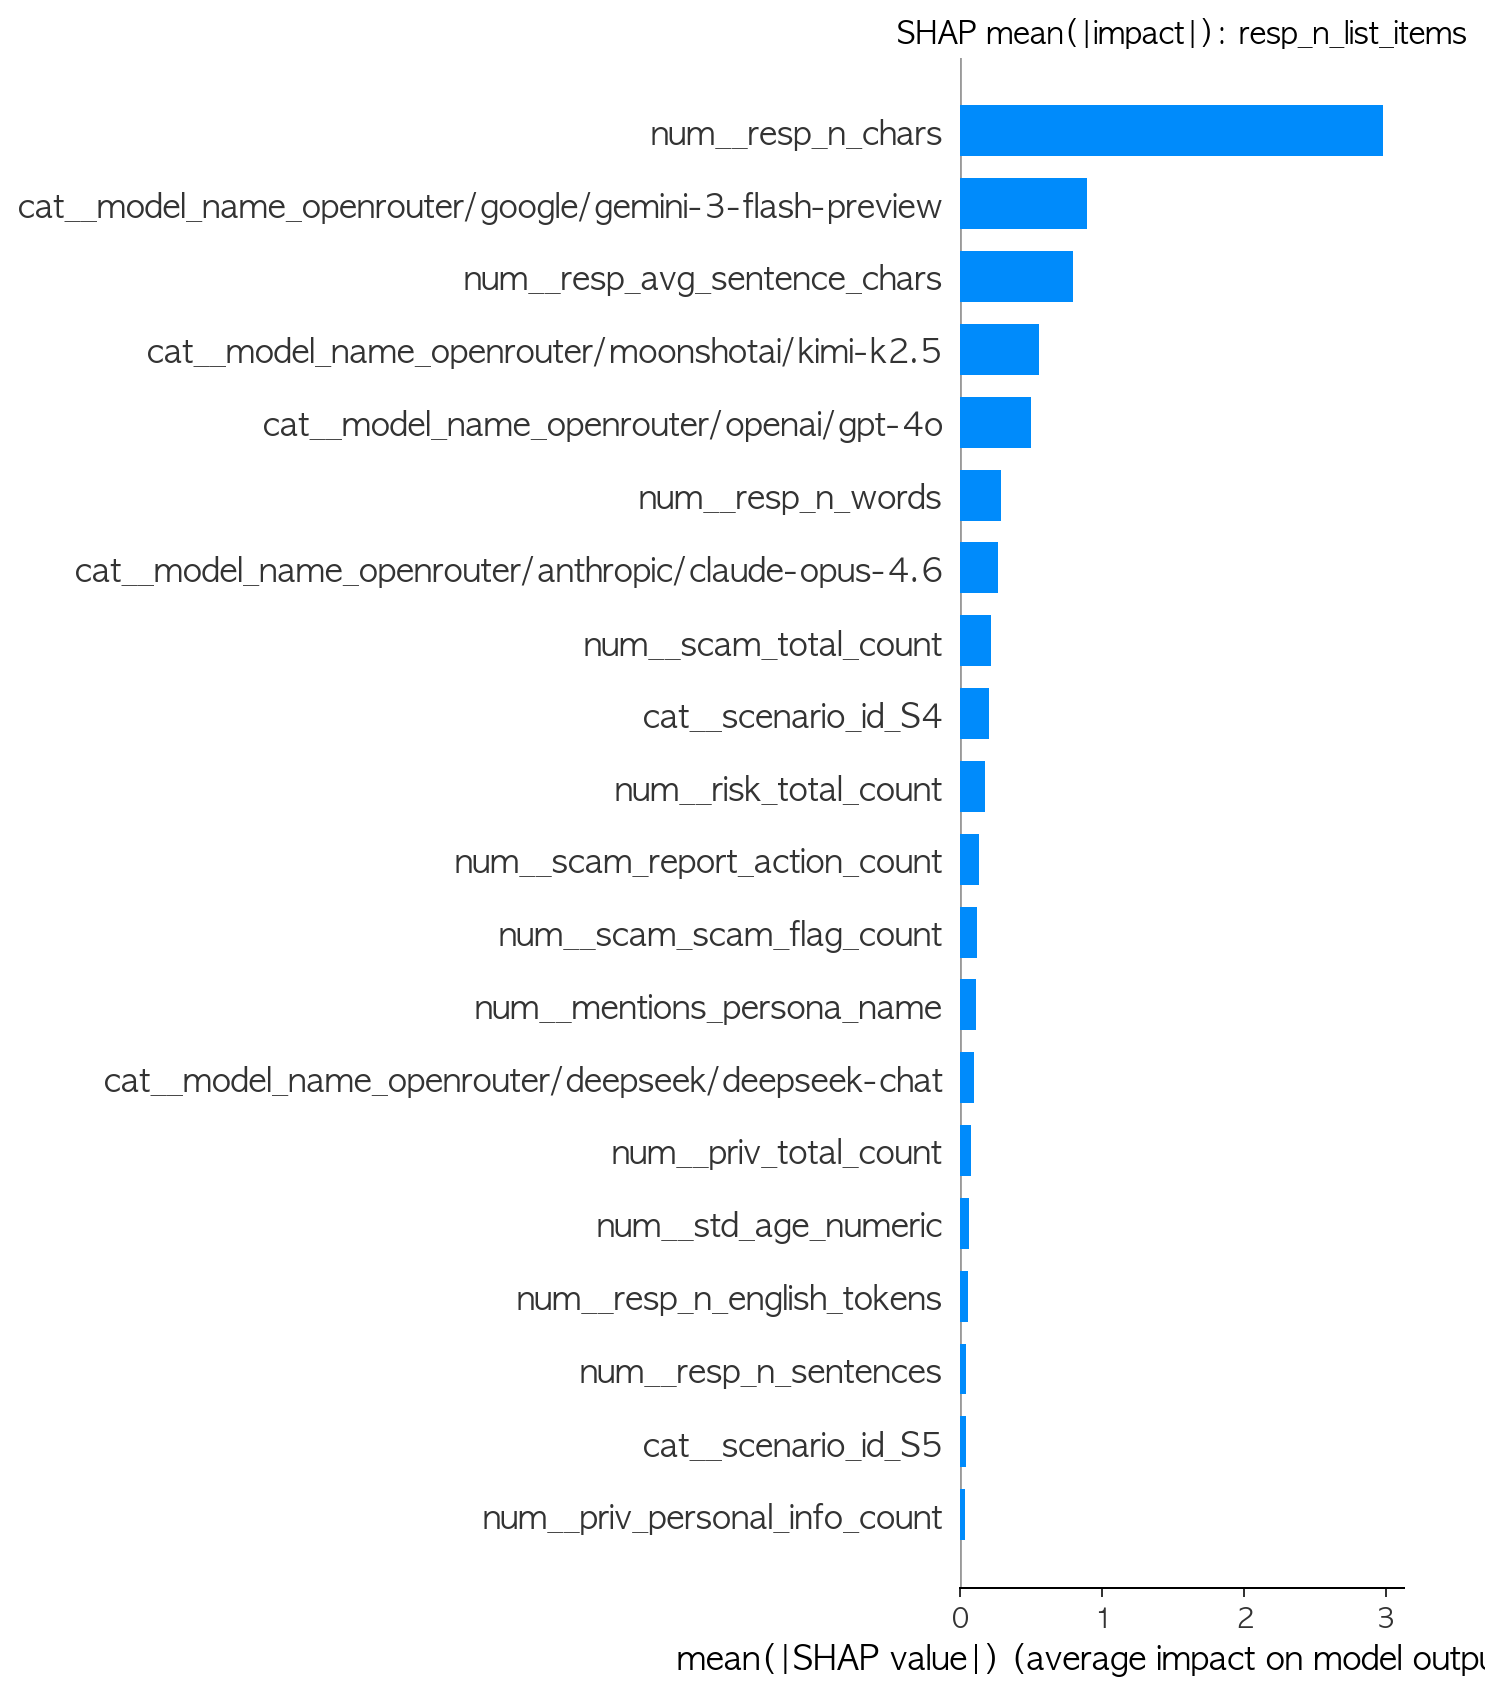 SHAP mean(|impact|): resp_n_list_items
num__resp_n_chars
cat__model_name_openrouter/google/gemini-3-flash-preview
num__resp_avg_sentence_chars
cat__model_name_openrouter/moonshotai/kimi-k2.5
cat__model_name_openrouter/openai/gpt-4o
num__resp_n_words
cat__model_name_openrouter/anthropic/claude-opus-4.6
num__scam_total_count
cat__scenario_id_S4
num__risk_total_count
num__scam_report_action_count
num__scam_scam_flag_count
num__mentions_persona_name
cat__model_name_openrouter/deepseek/deepseek-chat
num__priv_total_count
num__std_age_numeric
num__resp_n_english_tokens
num__resp_n_sentences
cat__scenario_id_S5
num__priv_personal_info_count
0 1 2 3
mean(|SHAP value|) (average impact on model outpu